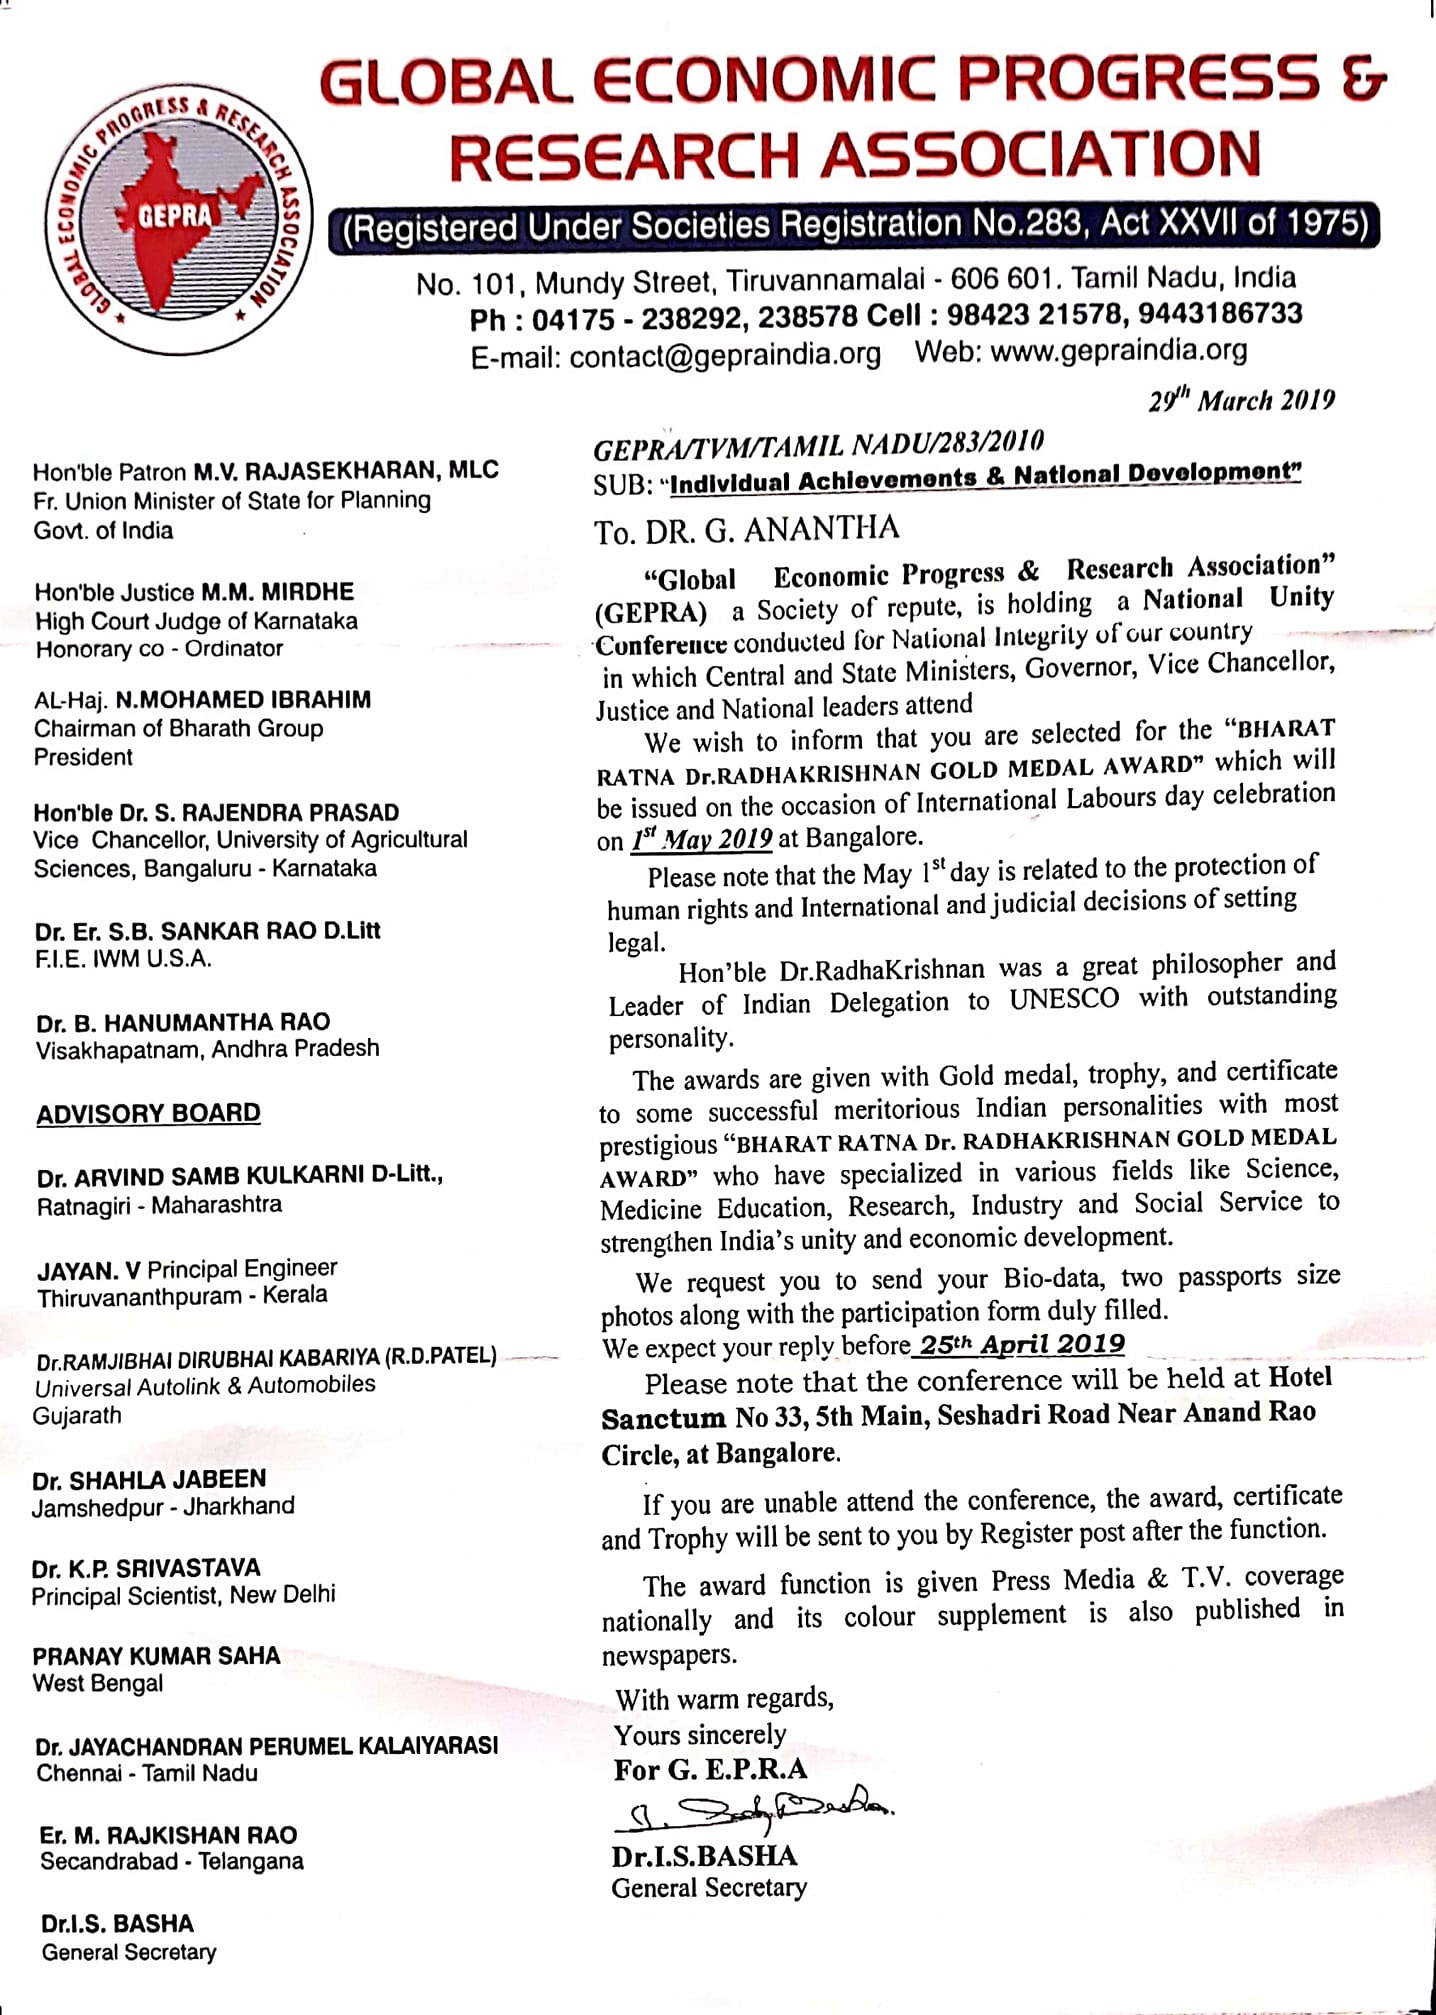 GLOBAL ECONOMIC PROGRESS &
RESEARCH ASSOCIATION
GLOBAL ECONOMIC PROGRESS & RESEARCH ASSOCIATION
GEPRA
(Registered Under Societies Registration No.283, Act XXVII of 1975)
No. 101, Mundy Street, Tiruvannamalai - 606 601. Tamil Nadu, India
Ph : 04175 - 238292, 238578 Cell : 98423 21578, 9443186733
E-mail: contact@gepraindia.org Web: www.gepraindia.org
29th March 2019
Hon'ble Patron M.V. RAJASEKHARAN, MLC
Fr. Union Minister of State for Planning
Govt. of India
Hon'ble Justice M.M. MIRDHE
High Court Judge of Karnataka
Honorary co - Ordinator
AL-Haj. N.MOHAMED IBRAHIM
Chairman of Bharath Group
President
Hon'ble Dr. S. RAJENDRA PRASAD
Vice Chancellor, University of Agricultural
Sciences, Bangaluru - Karnataka
Dr. Er. S.B. SANKAR RAO D.Litt
F.I.E. IWM U.S.A.
Dr. B. HANUMANTHA RAO
Visakhapatnam, Andhra Pradesh
ADVISORY BOARD
Dr. ARVIND SAMB KULKARNI D-Litt.,
Ratnagiri - Maharashtra
JAYAN. V Principal Engineer
Thiruvananthpuram - Kerala
Dr.RAMJIBHAI DIRUBHAI KABARIYA (R.D.PATEL)
Universal Autolink & Automobiles
Gujarath
Dr. SHAHLA JABEEN
Jamshedpur - Jharkhand
Dr. K.P. SRIVASTAVA
Principal Scientist, New Delhi
PRANAY KUMAR SAHA
West Bengal
Dr. JAYACHANDRAN PERUMEL KALAIYARASI
Chennai - Tamil Nadu
Er. M. RAJKISHAN RAO
Secandrabad - Telangana
Dr.I.S. BASHA
General Secretary
GEPRA/TVM/TAMIL NADU/283/2010
SUB: "Individual Achievements & National Development"
To. DR. G. ANANTHA
"Global Economic Progress & Research Association"
(GEPRA) a Society of repute, is holding a National Unity
Conference conducted for National Integrity of our country
in which Central and State Ministers, Governor, Vice Chancellor,
Justice and National leaders attend
We wish to inform that you are selected for the "BHARAT
RATNA Dr.RADHAKRISHNAN GOLD MEDAL AWARD" which will
be issued on the occasion of International Labours day celebration
on 1st May 2019 at Bangalore.
Please note that the May 1st day is related to the protection of
human rights and International and judicial decisions of setting
legal.
Hon'ble Dr.RadhaKrishnan was a great philosopher and
Leader of Indian Delegation to UNESCO with outstanding
personality.
The awards are given with Gold medal, trophy, and certificate
to some successful meritorious Indian personalities with most
prestigious "BHARAT RATNA Dr. RADHAKRISHNAN GOLD MEDAL
AWARD" who have specialized in various fields like Science,
Medicine Education, Research, Industry and Social Service to
strengthen India's unity and economic development.
We request you to send your Bio-data, two passports size
photos along with the participation form duly filled.
We expect your reply before 25th April 2019
Please note that the conference will be held at Hotel
Sanctum No 33, 5th Main, Seshadri Road Near Anand Rao
Circle, at Bangalore.
If you are unable attend the conference, the award, certificate
and Trophy will be sent to you by Register post after the function.
The award function is given Press Media & T.V. coverage
nationally and its colour supplement is also published in
newspapers.
With warm regards,
Yours sincerely
For G. E.P.R.A
Dr.I.S.BASHA
General Secretary